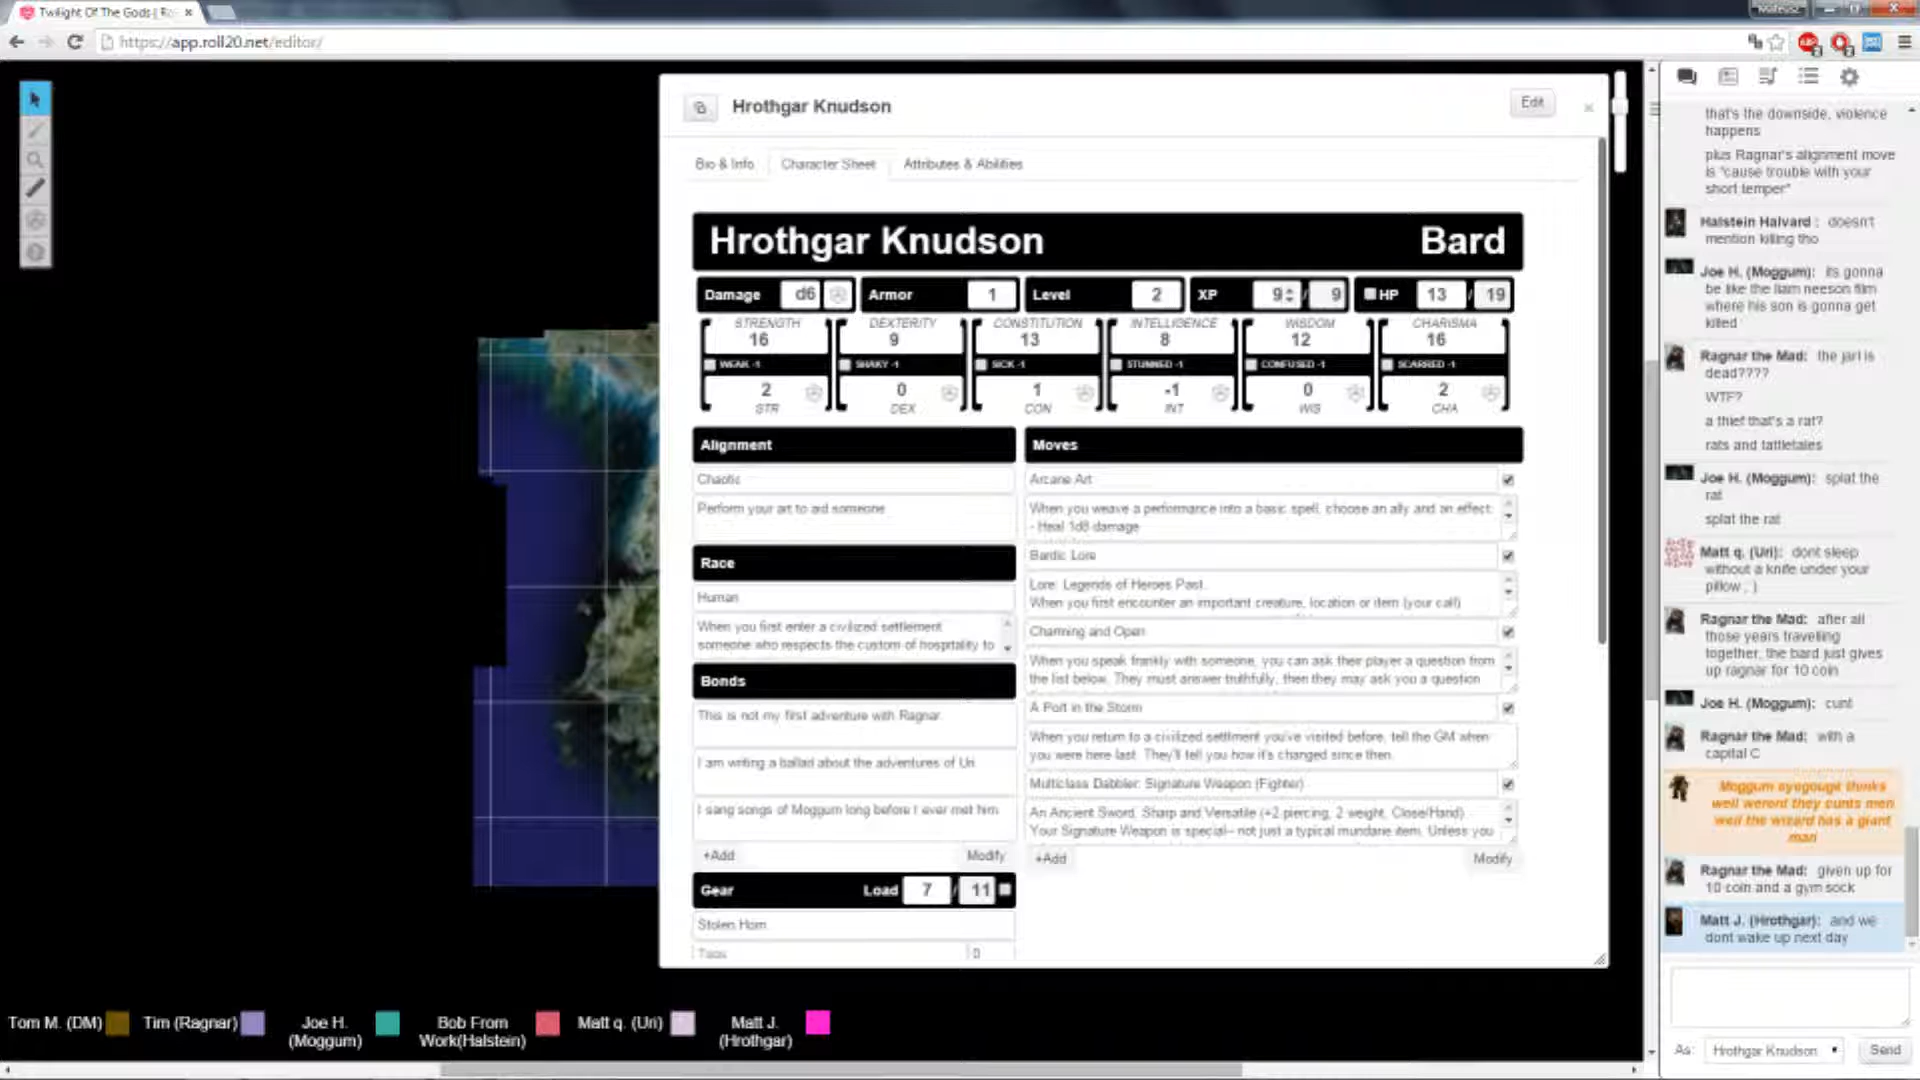 Twilight Of The Gods | Ro
Mateusz
https://app.roll20.net/editor/
Hrothgar Knudson
Edit
Bio & Info
Character Sheet
Attributes & Abilities
Hrothgar Knudson
Bard
Damage d6
Armor 1
Level 2
XP 9 / 9
HP 13 / 19
STRENGTH DEXTERITY CONSTITUTION INTELLIGENCE WISDOM CHARISMA
16 9 13 8 12 16
WEAK -1 SHAKY -1 SICK -1 STUNNED -1 CONFUSED -1 SCARRED -1
2 0 1 -1 0 2
STR DEX CON INT WIS CHA
Alignment
Chaotic
Perform your art to aid someone
Race
Human
When you first enter a civilized settlement
someone who respects the custom of hospitality to
Bonds
This is not my first adventure with Ragnar
I am writing a ballad about the adventures of Uri
I sang songs of Moggum long before I ever met him
+Add
Modify
Gear
Load 7 / 11
Stolen Horn
Tags
0
Moves
Arcane Art
When you weave a performance into a basic spell, choose an ally and an effect:
- Heal 1d8 damage
Bardic Lore
Lore: Legends of Heroes Past.
When you first encounter an important creature, location or item (your call)
Charming and Open
When you speak frankly with someone, you can ask their player a question from
the list below. They must answer truthfully, then they may ask you a question
A Port in the Storm
When you return to a civilized settlment you've visited before, tell the GM when
you were here last. They'll tell you how it's changed since then.
Multiclass Dabbler: Signature Weapon (Fighter)
An Ancient Sword, Sharp and Versatile (+2 piercing, 2 weight, Close/Hand)
Your Signature Weapon is special-- not just a typical mundane item. Unless you
+Add
Modify
that's the downside, violence
happens
plus Ragnar's alignment move
is "cause trouble with your
short temper"
Halstein Halvard : doesn't
mention killing tho
Joe H. (Moggum): its gonna
be like the liam neeson film
where his son is gonna get
killed
Ragnar the Mad: the jarl is
dead????
WTF?
a thief that's a rat?
rats and tattletales
Joe H. (Moggum): splat the
rat
splat the rat
Matt q. (Uri): dont sleep
without a knife under your
pillow ; )
Ragnar the Mad: after all
those years travelling
together, the bard just gives
up ragnar for 10 coin
Joe H. (Moggum): cunt
Ragnar the Mad: with a
capital C
Moggum eyegouge thinks
well werent they cunts men
well the wizard has a giant
man
Ragnar the Mad: given up for
10 coin and a gym sock
Matt J. (Hrothgar): and we
dont wake up next day
As: Hrothgar Knudson
Send
Tom M. (DM)
Tim (Ragnar)
Joe H.
(Moggum)
Bob From
Work(Halstein)
Matt q. (Uri)
Matt J.
(Hrothgar)